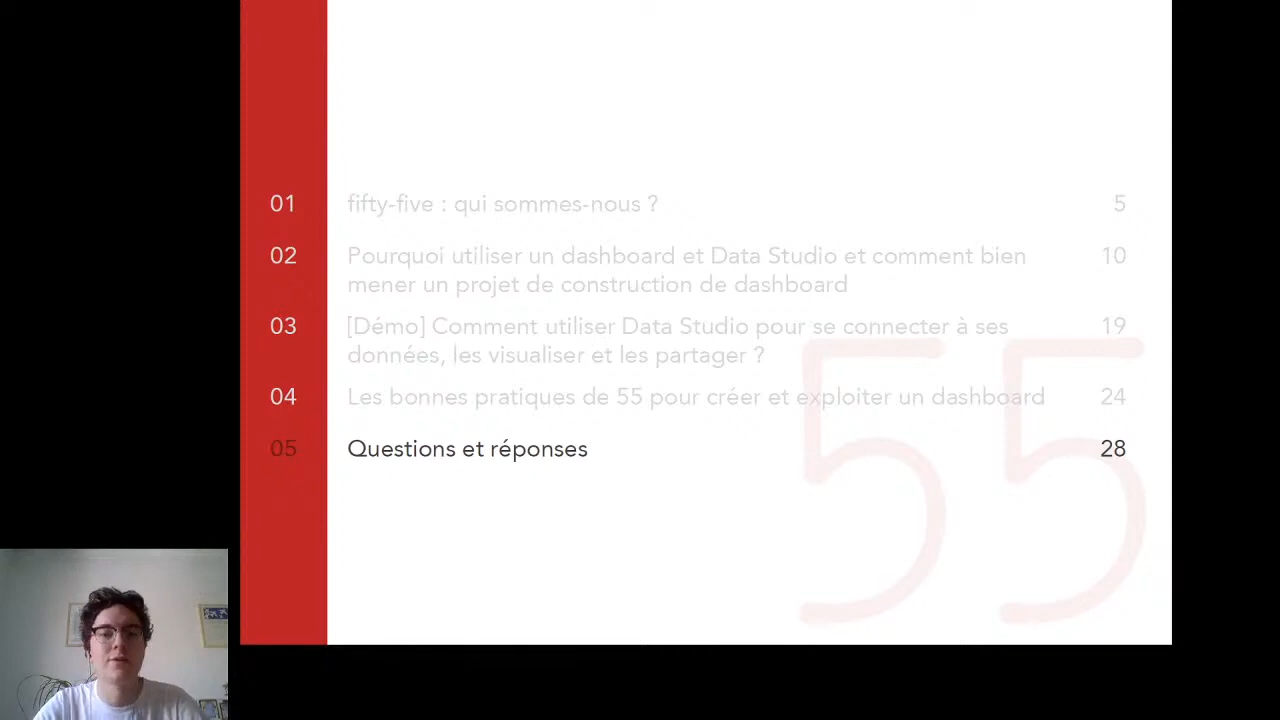 01 fifty-five : qui sommes-nous ? 5
02 Pourquoi utiliser un dashboard et Data Studio et comment bien 10
mener un projet de construction de dashboard
03 [Démo] Comment utiliser Data Studio pour se connecter à ses 19
données, les visualiser et les partager ?
04 Les bonnes pratiques de 55 pour créer et exploiter un dashboard 24
05 Questions et réponses 28
55